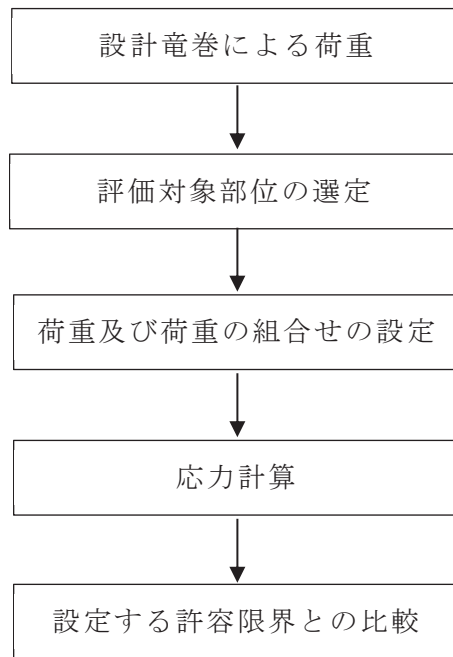 設計竜巻による荷重
評価対象部位の選定
荷重及び荷重の組合せの設定
応力計算
設定する許容限界との比較